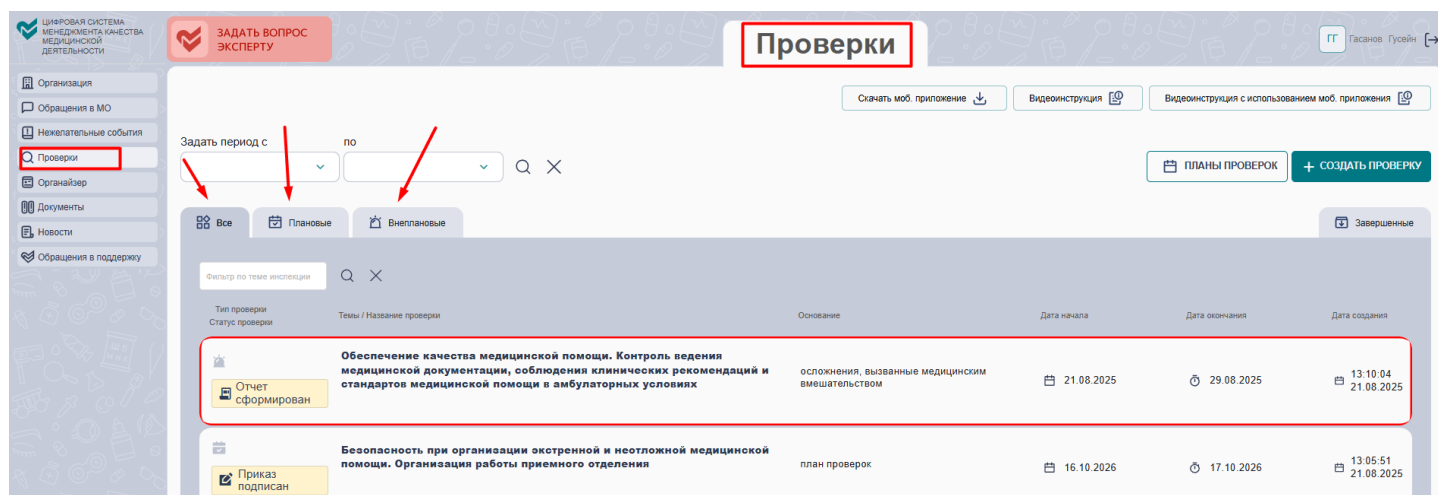 ЦИФРОВАЯ СИСТЕМА
МЕНЕДЖМЕНТА КАЧЕСТВА
МЕДИЦИНСКОЙ
ДЕЯТЕЛЬНОСТИ
ЗАДАТЬ ВОПРОС
ЭКСПЕРТУ
Проверки
ГГ Гасанов Гусейн
Организация
Обращения в МО
Нежелательные события
Проверки
Органайзер
Документы
Новости
Обращения в поддержку
Скачать моб. приложение
Видеоинструкция
Видеоинструкция с использованием моб. приложения
Задать период с по
ПЛАНЫ ПРОВЕРОК
+ СОЗДАТЬ ПРОВЕРКУ
Все
Плановые
Внеплановые
Завершенные
Фильтр по теме инспекции
Тип проверки
Статус проверки
Темы / Название проверки
Основание
Дата начала
Дата окончания
Дата создания
Отчет
сформирован
Обеспечение качества медицинской помощи. Контроль ведения
медицинской документации, соблюдения клинических рекомендаций и
стандартов медицинской помощи в амбулаторных условиях
осложнения, вызванные медицинским
вмешательством
21.08.2025
29.08.2025
13:10:04
21.08.2025
Приказ
подписан
Безопасность при организации экстренной и неотложной медицинской
помощи. Организация работы приемного отделения
план проверок
16.10.2026
17.10.2026
13:05:51
21.08.2025